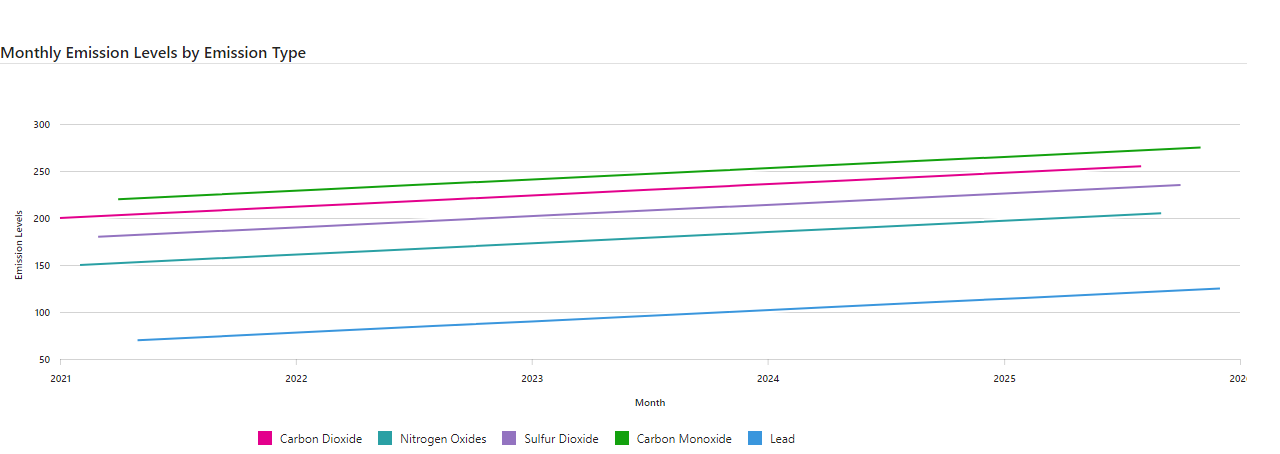 Monthly Emission Levels by Emission Type
300
250
200
150
100
50
Emission Levels
2021 2022 2023 2024 2025 202
Month
Carbon Dioxide Nitrogen Oxides Sulfur Dioxide Carbon Monoxide Lead